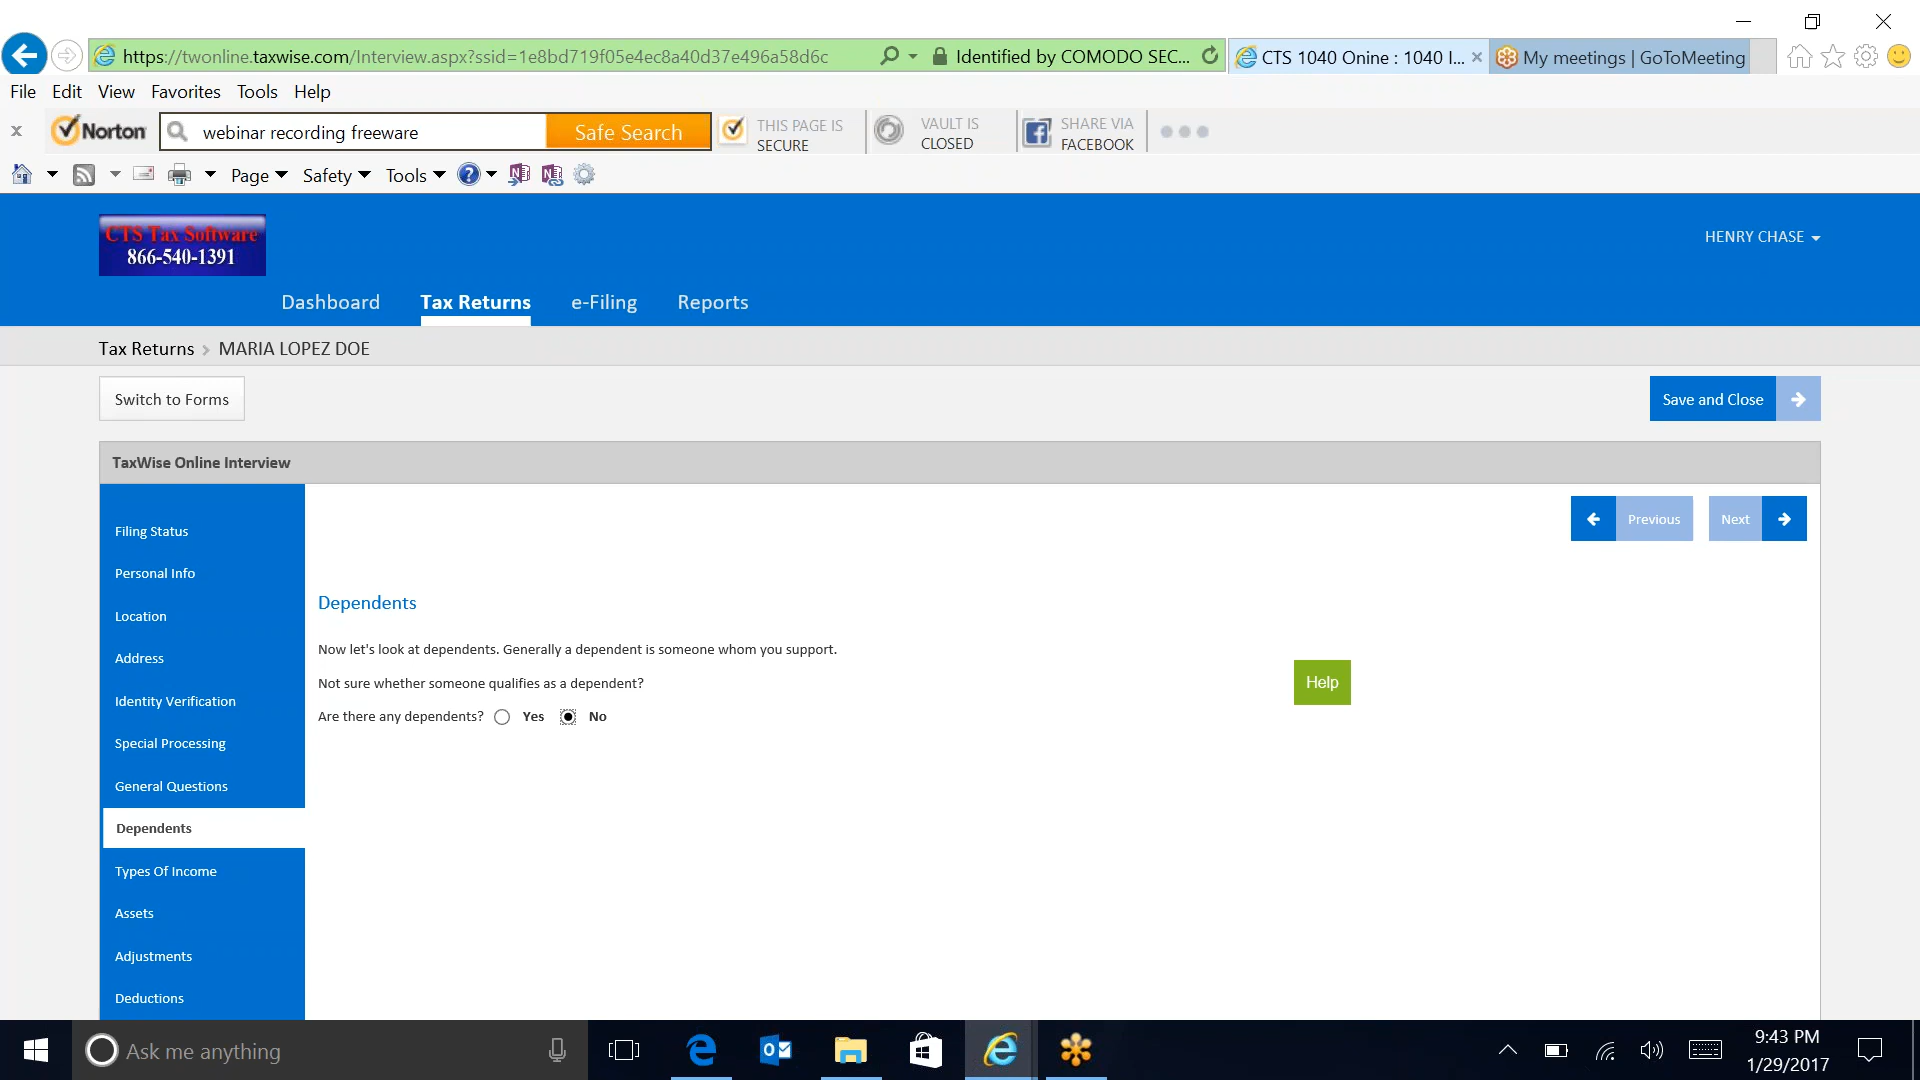 https://twonline.taxwise.com/Interview.aspx?ssid=1e8bd719f05e4ec8a40d37e496a58d6c
Identified by COMODO SEC...
CTS 1040 Onine : 1040 I...
My meetings | GoToMeeting
File Edit View Favorites Tools Help
Norton
webinar recording freeware
Safe Search
THIS PAGE IS
SECURE
VAULT IS
CLOSED
SHARE VIA
FACEBOOK
Page Safety Tools
CTS Tax Software
866-540-1391
HENRY CHASE
Dashboard Tax Returns e-Filing Reports
Tax Returns > MARIA LOPEZ DOE
Switch to Forms
Save and Close
TaxWise Online Interview
Previous
Next
Filing Status
Personal Info
Location
Address
Identity Verification
Special Processing
General Questions
Dependents
Types Of Income
Assets
Adjustments
Deductions
Dependents
Now let's look at dependents. Generally a dependent is someone whom you support.
Not sure whether someone qualifies as a dependent?
Help
Are there any dependents? Yes No
Ask me anything
9:43 PM
1/29/2017